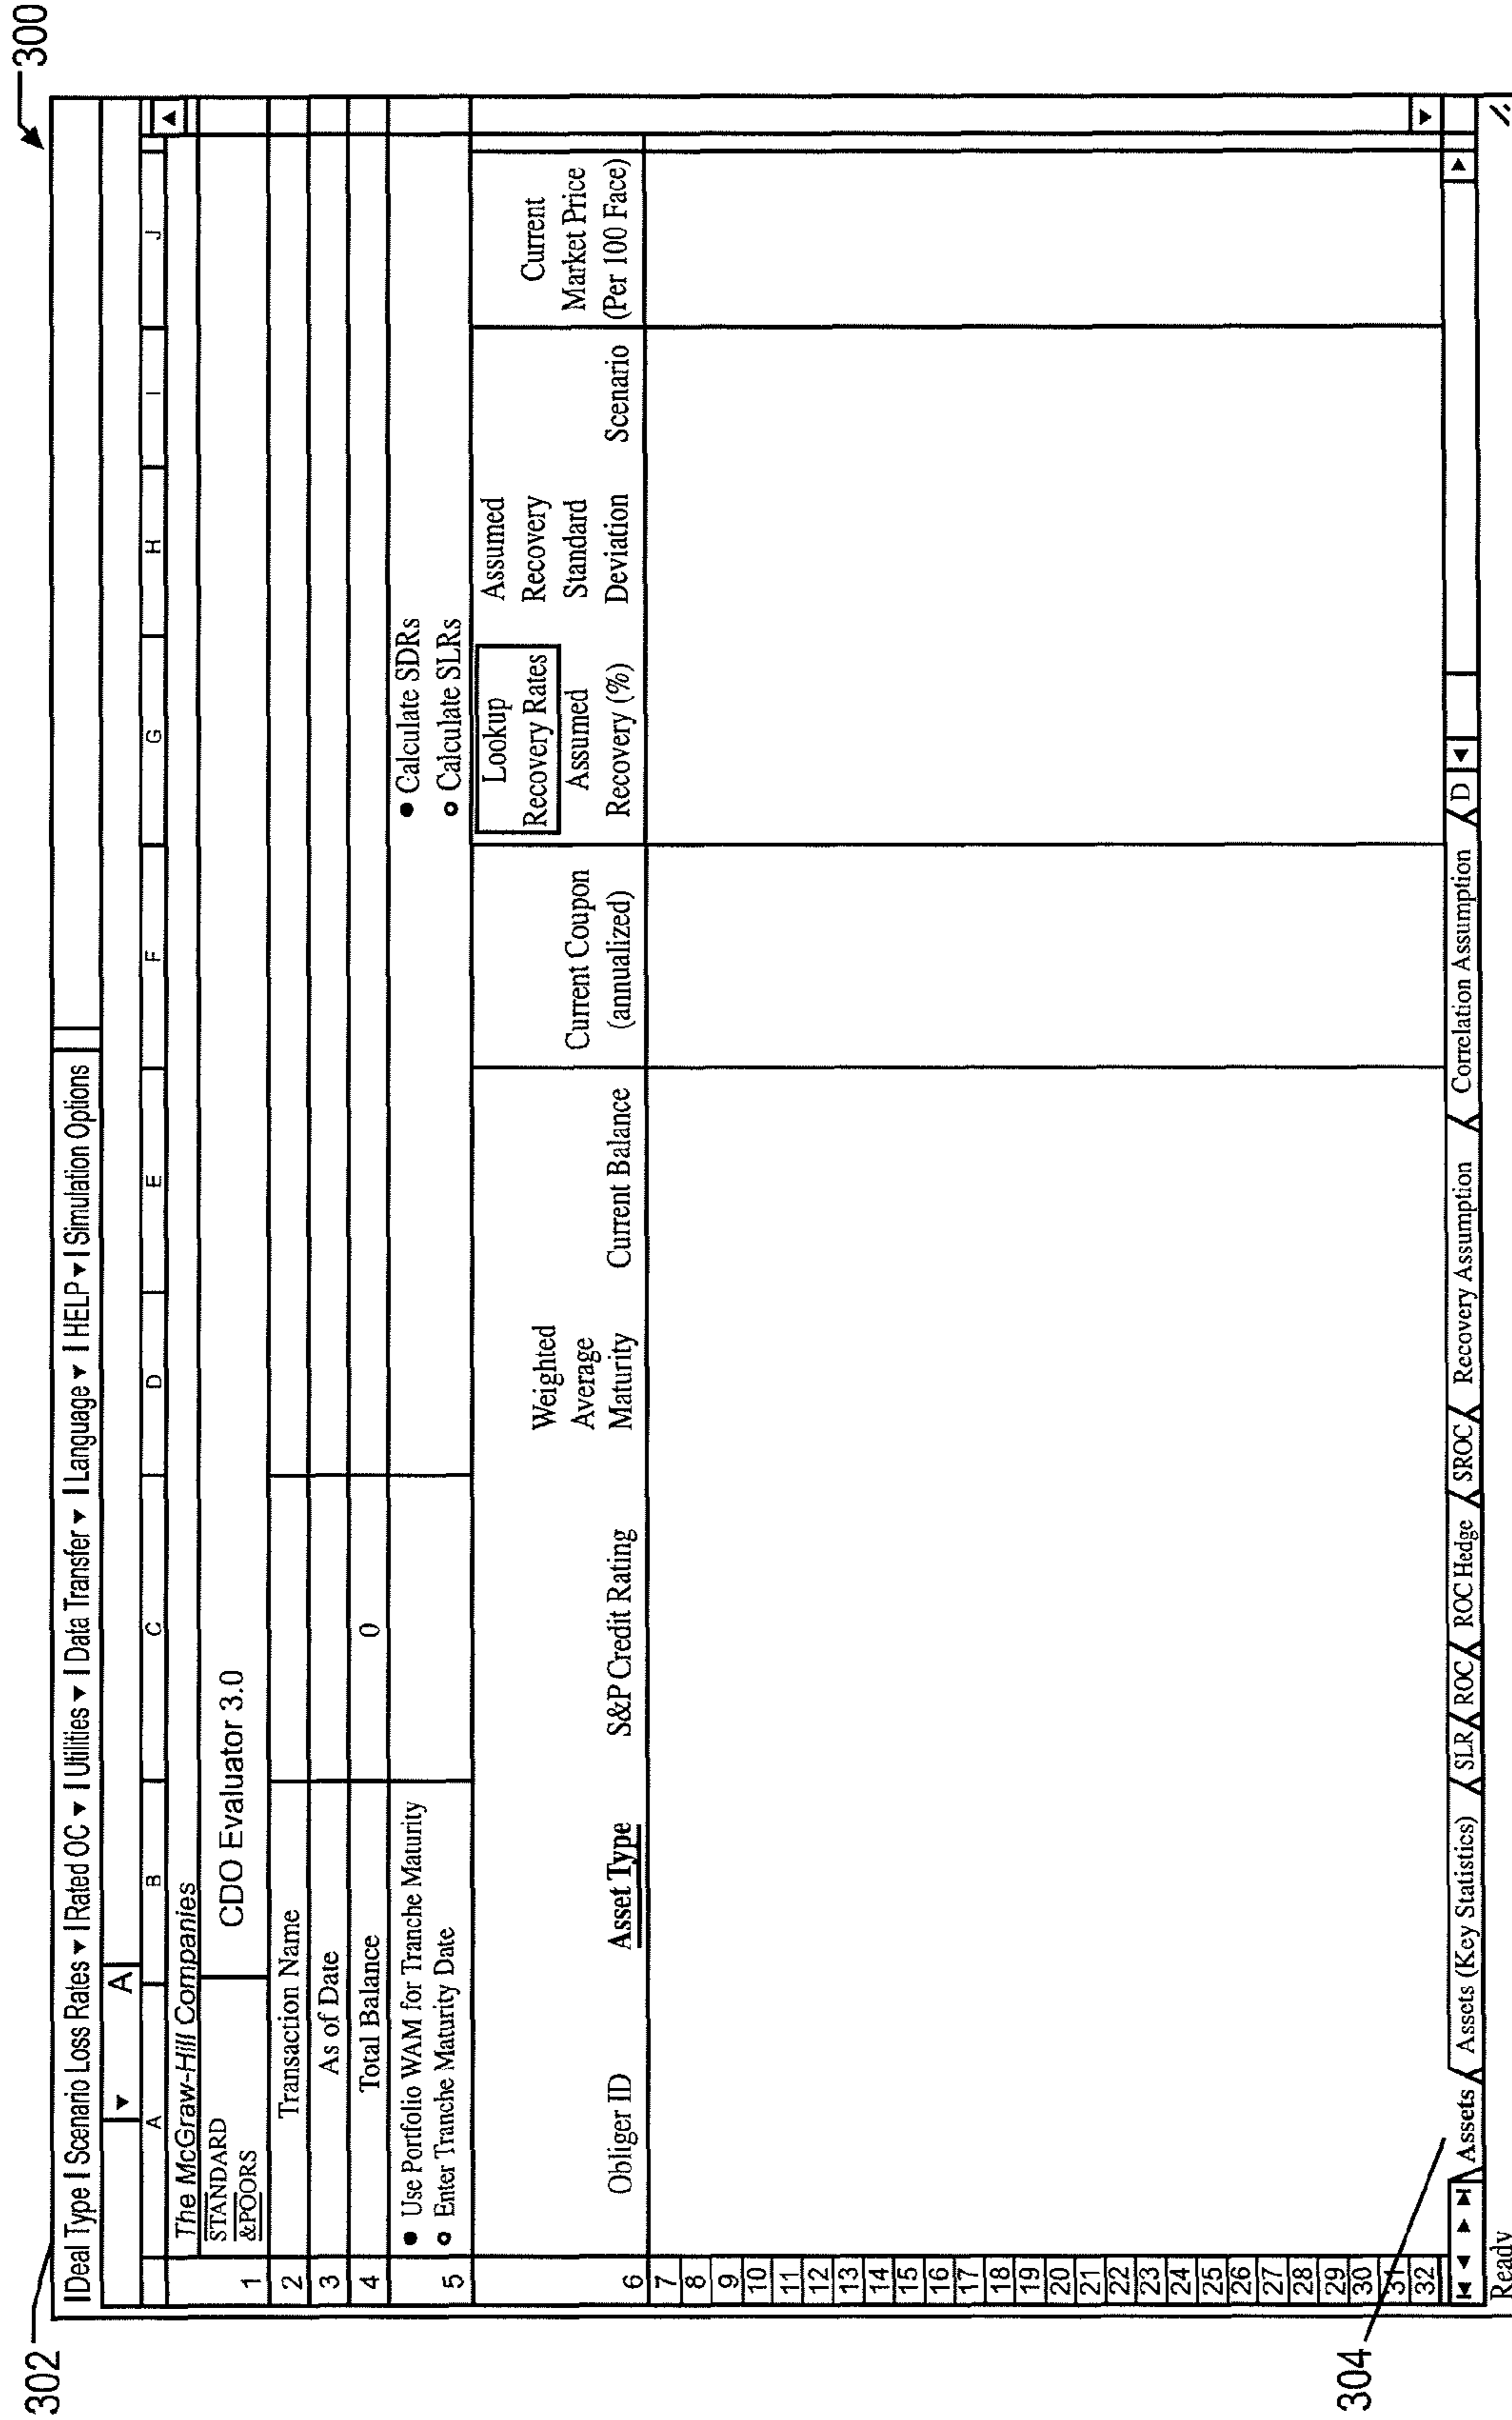 300
302
IDeal Type I Scenario Loss Rates ▾ I Rated OC ▾ I Utilities ▾ I Data Transfer ▾ I Language ▾ I HELP ▾ I Simulation Options
A
A B C D E F G H I J
The McGraw-Hill Companies
STANDARD
&POORS
1
CDO Evaluator 3.0
2 Transaction Name
3 As of Date
4 Total Balance 0
● Use Portfolio WAM for Tranche Maturity ● Calculate SDRs
5 o Enter Tranche Maturity Date o Calculate SLRs
6
Obliger ID
Asset Type
S&P Credit Rating
Weighted
Average
Maturity
Current Balance
Current Coupon
(annualized)
Lookup
Recovery Rates
Assumed
Recovery (%)
Assumed
Recovery
Standard
Deviation
Scenario
Current
Market Price
(Per 100 Face)
7
8
9
10
11
12
13
14
15
16
17
18
19
20
21
22
23
24
25
26
27
28
29
30
31
32
Assets Assets (Key Statistics) SLR ROC ROC Hedge SROC Recovery Assumption Correlation Assumption D
Ready
304